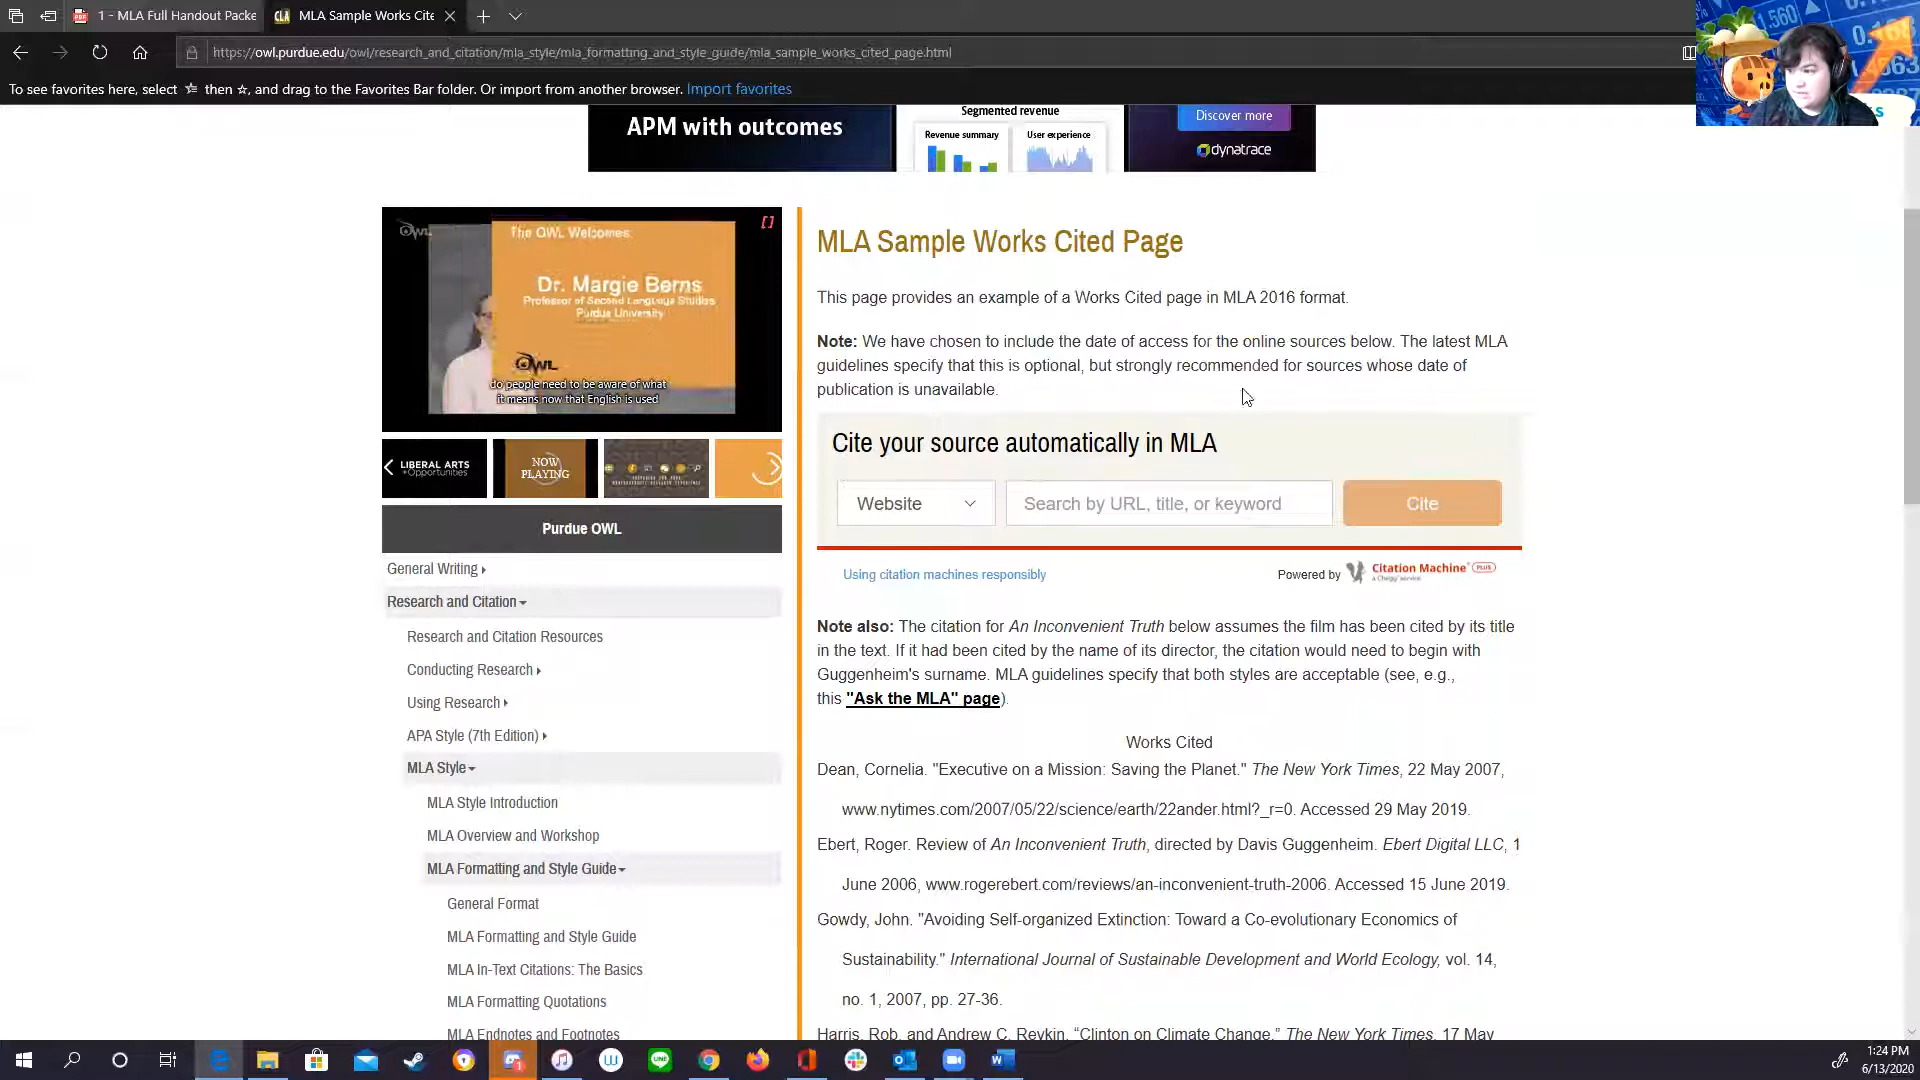 1 - MLA Full Handout Packe
MLA Sample Works Cite
https://owl.purdue.edu/owl/research_and_citation/mla_style/mla_formatting_and_style_guide/mla_sample_works_cited_page.html
To see favorites here, select then , and drag to the Favorites Bar folder. Or import from another browser. Import favorites
APM with outcomes
Segmented revenue
Revenue summary
User experience
Discover more
dynatrace
OWL
The OWL Welcomes:
Dr. Margie Berns
Professor of Second Language Studies
Purdue University
OWL
do people need to be aware of what
it means now that English is used
LIBERAL ARTS
+Opportunities
NOW
PLAYING
Purdue OWL
General Writing
Research and Citation
Research and Citation Resources
Conducting Research
Using Research
APA Style (7th Edition)
MLA Style
MLA Style Introduction
MLA Overview and Workshop
MLA Formatting and Style Guide
General Format
MLA Formatting and Style Guide
MLA In-Text Citations: The Basics
MLA Formatting Quotations
MLA Endnotes and Footnotes
MLA Sample Works Cited Page
This page provides an example of a Works Cited page in MLA 2016 format.
Note: We have chosen to include the date of access for the online sources below. The latest MLA
guidelines specify that this is optional, but strongly recommended for sources whose date of
publication is unavailable.
Cite your source automatically in MLA
Website
Search by URL, title, or keyword
Cite
Using citation machines responsibly
Powered by
Citation Machine PLUS
a Chegg service
Note also: The citation for An Inconvenient Truth below assumes the film has been cited by its title
in the text. If it had been cited by the name of its director, the citation would need to begin with
Guggenheim's surname. MLA guidelines specify that both styles are acceptable (see, e.g.,
this "Ask the MLA" page).
Works Cited
Dean, Cornelia. "Executive on a Mission: Saving the Planet." The New York Times, 22 May 2007,
www.nytimes.com/2007/05/22/science/earth/22ander.html?_r=0. Accessed 29 May 2019.
Ebert, Roger. Review of An Inconvenient Truth, directed by Davis Guggenheim. Ebert Digital LLC, 1
June 2006, www.rogerebert.com/reviews/an-inconvenient-truth-2006. Accessed 15 June 2019.
Gowdy, John. "Avoiding Self-organized Extinction: Toward a Co-evolutionary Economics of
Sustainability." International Journal of Sustainable Development and World Ecology, vol. 14,
no. 1, 2007, pp. 27-36.
Harris, Rob, and Andrew C. Revkin. “Clinton on Climate Change.” The New York Times, 17 May
1:24 PM
6/13/2020